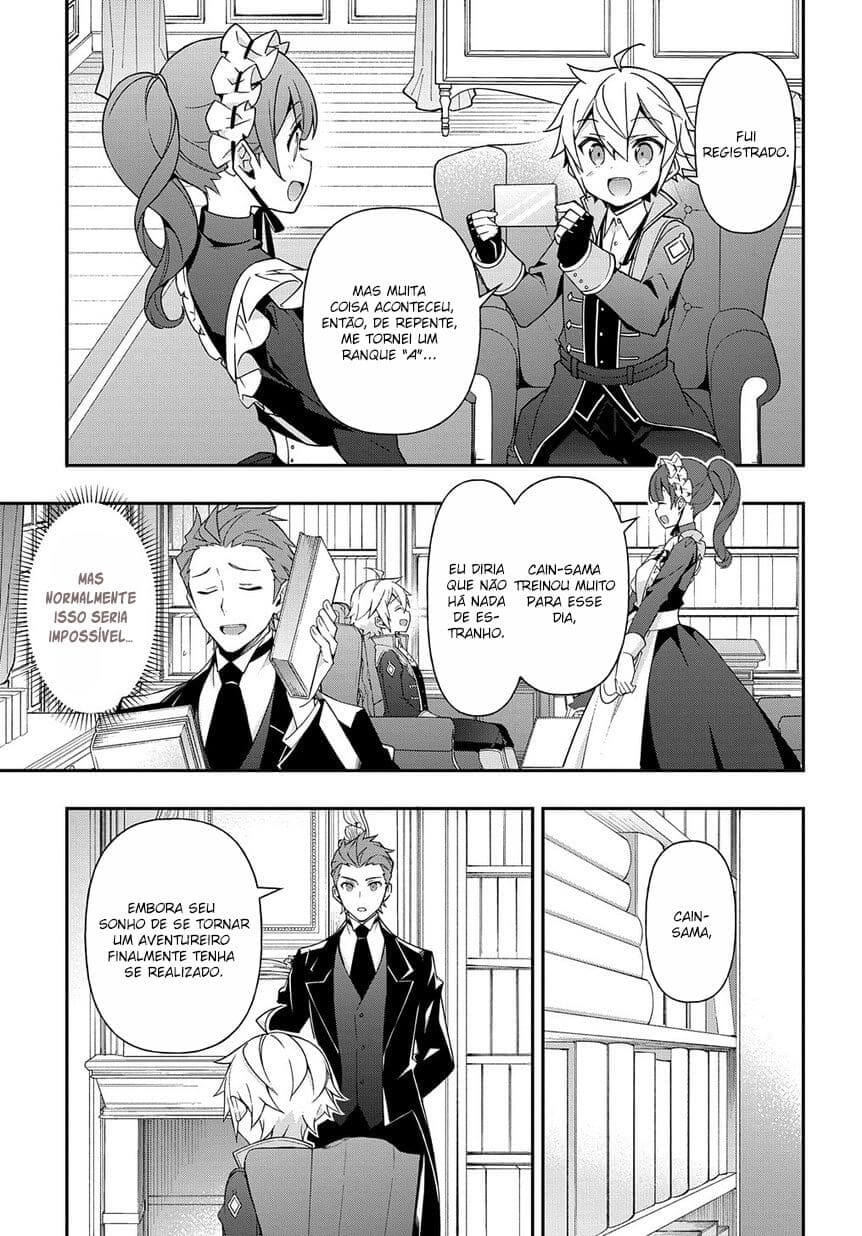 FUI
REGISTRADO.
MAS MUITA
COISA ACONTECEU,
ENTÃO, DE REPENTE,
ME TORNEI UM
RANQUE "A"...
CAIN-SAMA
TREINOU MUITO
PARA ESSE
DIA,
EU DIRIA
QUE NÃO
HÁ NADA
DE ES-
TRANHO.
MAS
NORMALMENTE
ISSO SERIA
IMPOSSÍVEL...
CAIN-
SAMA,
EMBORA SEU
SONHO DE SE TORNAR
UM AVENTUREIRO
FINALMENTE TENHA
SE REALIZADO.